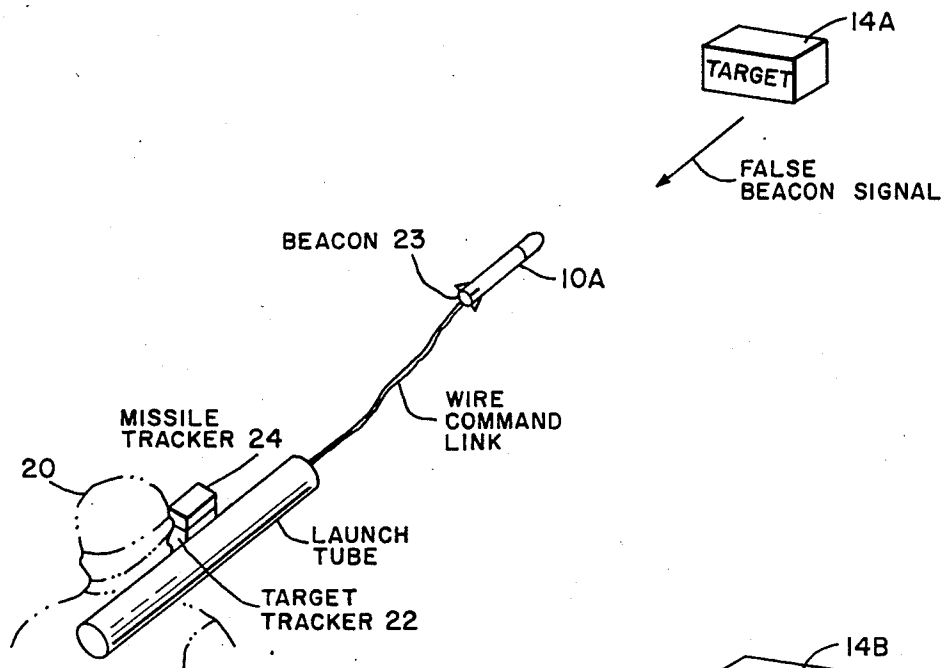 14A
TARGET
FALSE
BEACON SIGNAL
BEACON 23
10A
WIRE
COMMAND
LINK
MISSILE
TRACKER 24
20
LAUNCH
TUBE
TARGET
TRACKER 22
14B